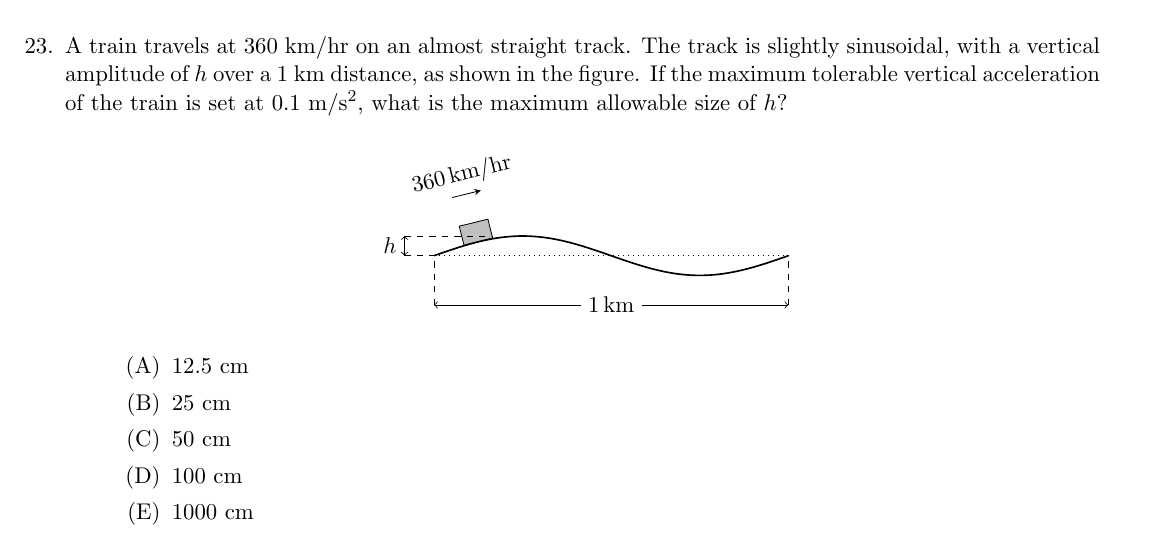 23. A train travels at 360 km/hr on an almost straight track. The track is slightly sinusoidal, with a vertical
amplitude of h over a 1 km distance, as shown in the figure. If the maximum tolerable vertical acceleration
of the train is set at 0.1 m/s², what is the maximum allowable size of h?
360 km/hr
h
1 km
(A) 12.5 cm
(B) 25 cm
(C) 50 cm
(D) 100 cm
(E) 1000 cm